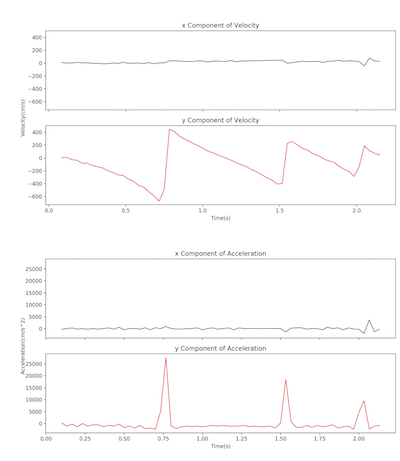 x Component of Velocity
400
200
0
−200
−400
−600
Velocity(cm/s)
y Component of Velocity
400
200
0
−200
−400
−600
0.0 0.5 1.0 1.5 2.0
Time(s)
x Component of Acceleration
25000
20000
15000
10000
5000
0
Acceleration(cm/s^2)
y Component of Acceleration
25000
20000
15000
10000
5000
0
0.00 0.25 0.50 0.75 1.00 1.25 1.50 1.75 2.00
Time(s)